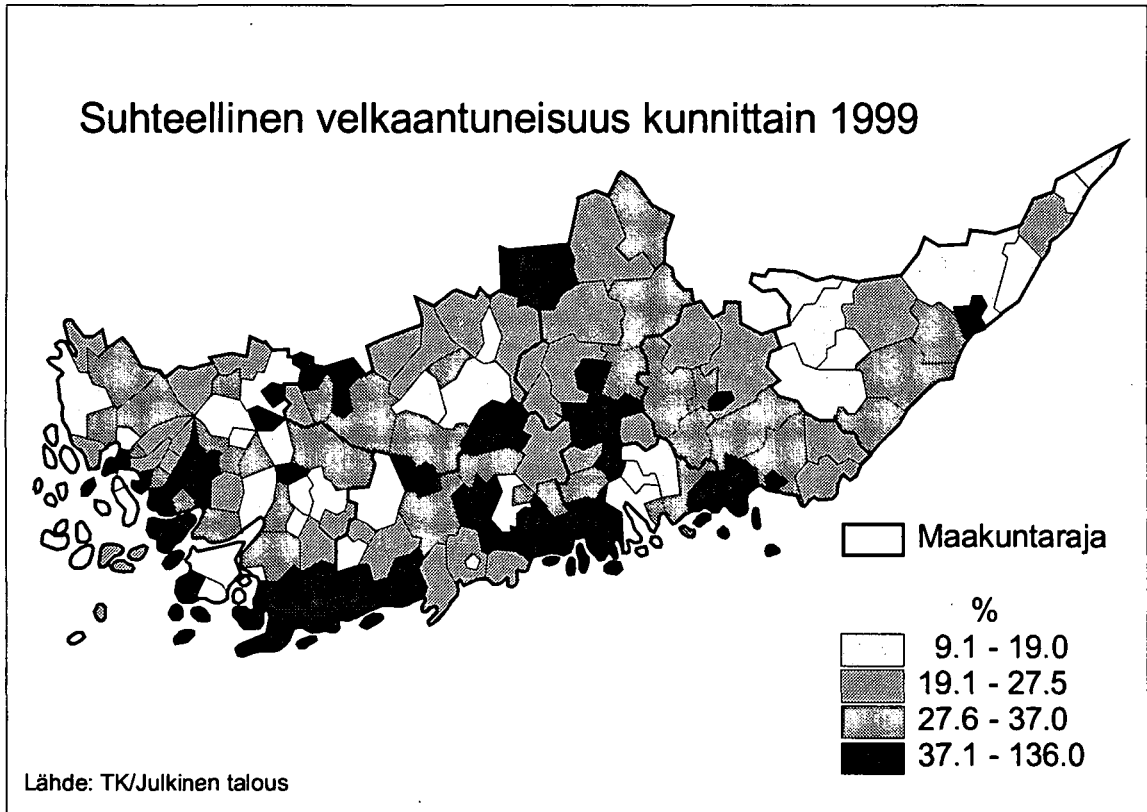 Suhteellinen velkaantuneisuus kunnittain 1999
Maakuntaraja
%
9.1 - 19.0
19.1 - 27.5
27.6 - 37.0
37.1 - 136.0
Lähde: TK/Julkinen talous